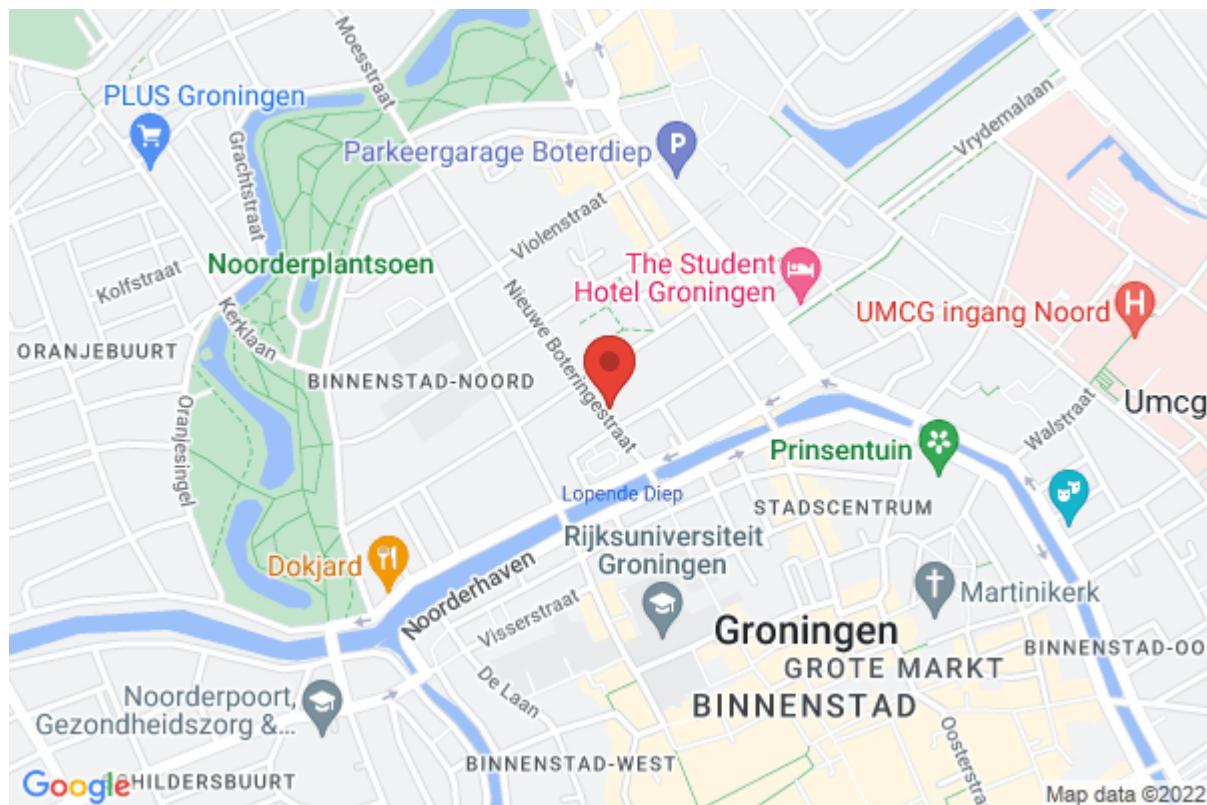 Moesstraat
PLUS Groningen
Grachtstraat
Parkeergarage Boterdiep
P
Vrydemalaan
Violenstraat
Noorderplantsoen
Kolfstraat
The Student
Hotel Groningen
Nieuwe Boteringestraat
UMCG ingang Noord
H
Kerklaan
ORANJEBUURT
BINNENSTAD-NOORD
Oranjesingel
Umcg
Walstraat
Prinsentuin
Lopende Diep
STADSCENTRUM
Rijksuniversiteit
Groningen
Dokjard
Noorderhaven
Visserstraat
Martinikerk
Groningen
BINNENSTAD-OO
GROTE MARKT
De Laan
BINNENSTAD
Noorderpoort,
Gezondheidszorg &...
Oosterstra
BINNENSTAD-WEST
Google
CHILDERSBUURT
Map data ©2022